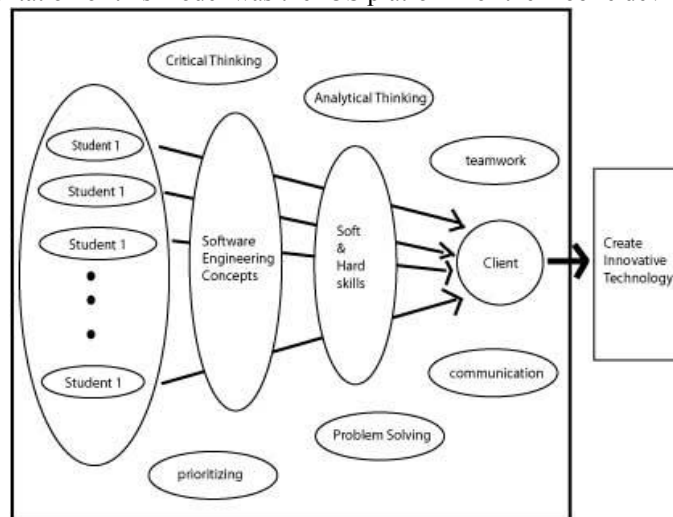 Critical Thinking
Analytical Thinking
Student 1
teamwork
Student 1
Student 1
Software
Engineering
Concepts
Soft
&
Hard
skills
Client
Create
Innovative
Technology
Student 1
communication
Problem Solving
prioritizing